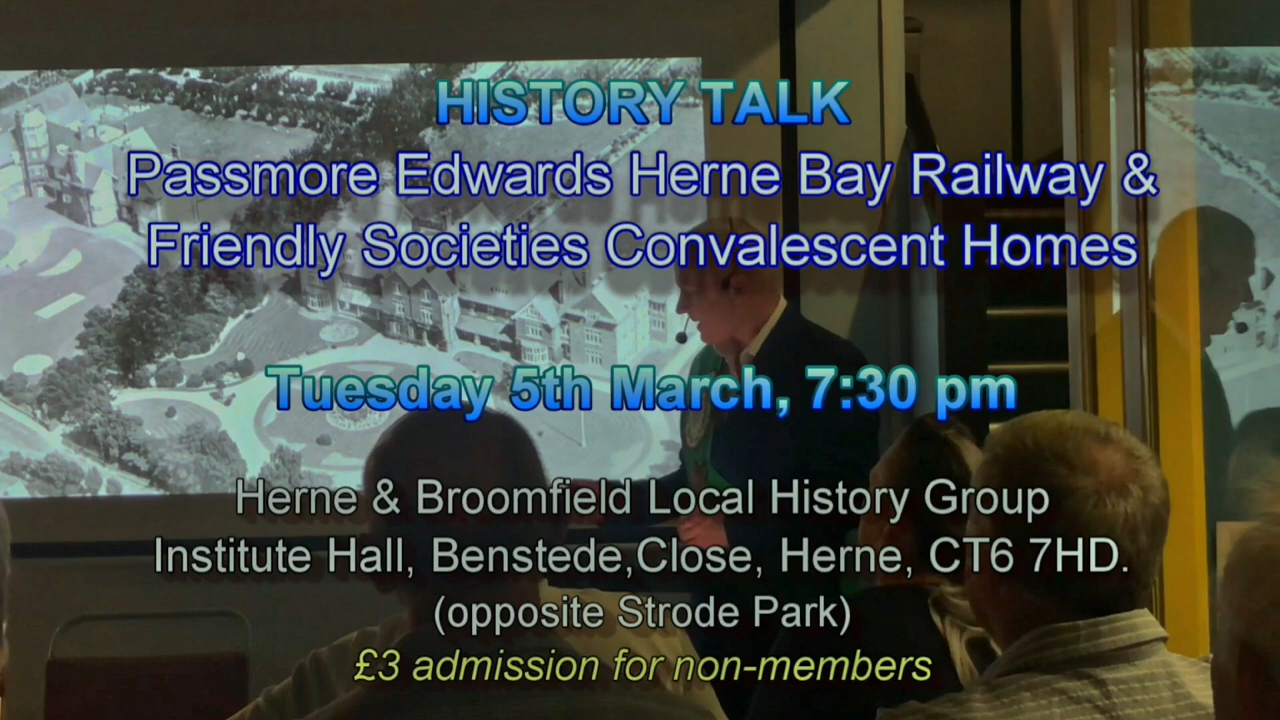 HISTORY TALK
Passmore Edwards Herne Bay Railway &
Friendly Societies Convalescent Homes
Tuesday 5th March, 7:30 pm
Herne & Broomfield Local History Group
Institute Hall, Benstede,Close, Herne, CT6 7HD.
(opposite Strode Park)
£3 admission for non-members